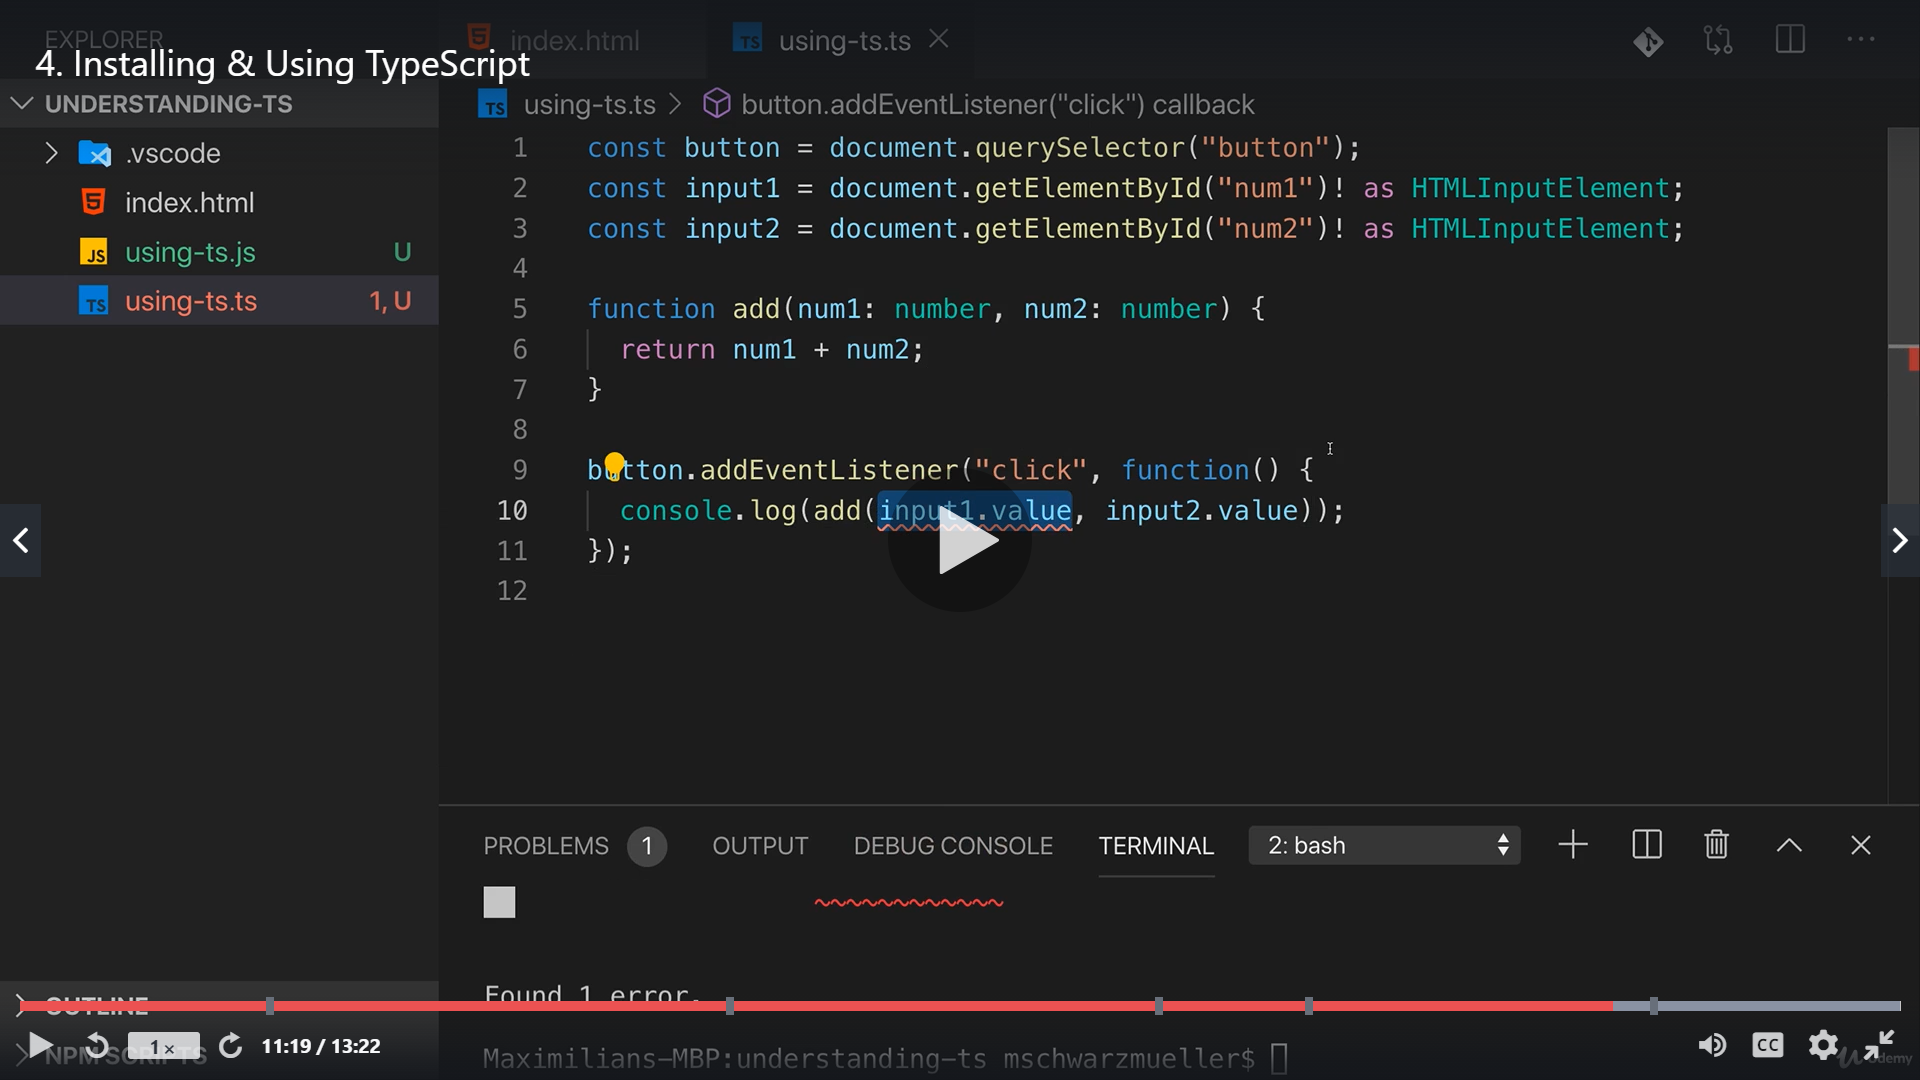 EXPLORER
4. Installing & Using TypeScript
index.html
using-ts.ts
UNDERSTANDING-TS
.vscode
index.html
using-ts.js U
using-ts.ts 1, U
using-ts.ts > button.addEventListener("click") callback
1 const button = document.querySelector("button");
2 const input1 = document.getElementById("num1")! as HTMLInputElement;
3 const input2 = document.getElementById("num2")! as HTMLInputElement;
4
5 function add(num1: number, num2: number) {
6 return num1 + num2;
7 }
8
9 button.addEventListener("click", function() {
10 console.log(add(input1.value, input2.value));
11 });
12
PROBLEMS 1 OUTPUT DEBUG CONSOLE TERMINAL 2: bash
Found 1 error.
OUTLINE
NPM SCRIPTS
1x
11:19 / 13:22
Maximilians-MBP:understanding-ts mschwarzmueller$
CC
Udemy